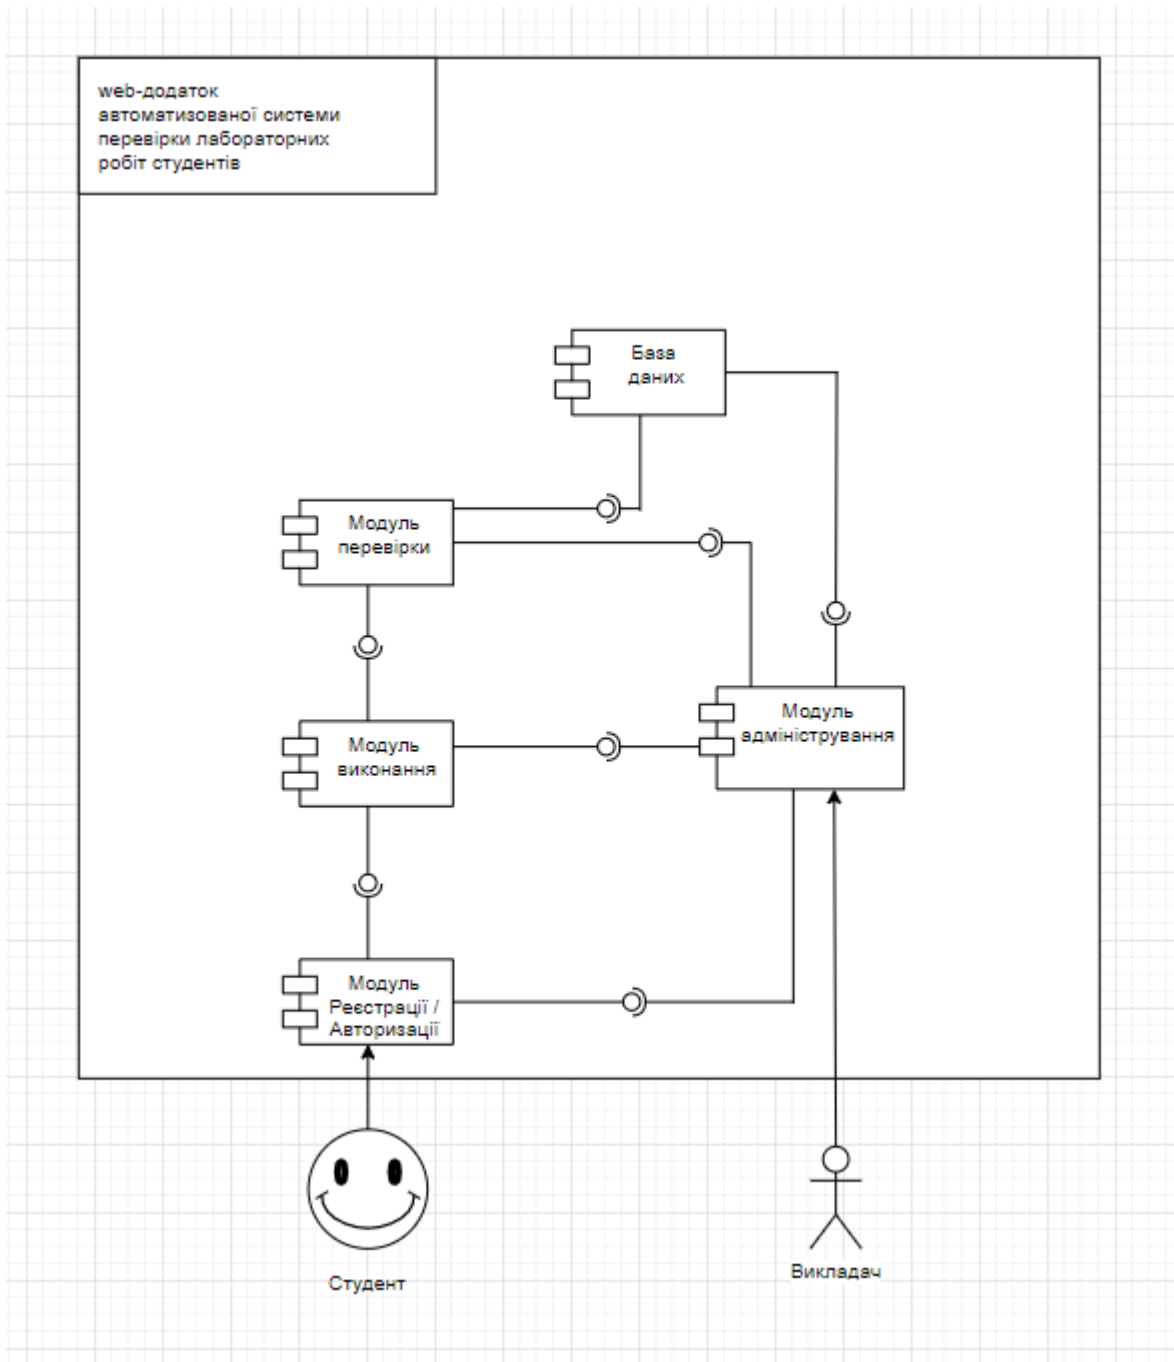 web-додаток
автоматизованої системи
перевірки лабораторних
робіт студентів
База
даних
Модуль
перевірки
Модуль
адміністрування
Модуль
виконання
Модуль
Реєстрації /
Авторизації
Викладач
Студент